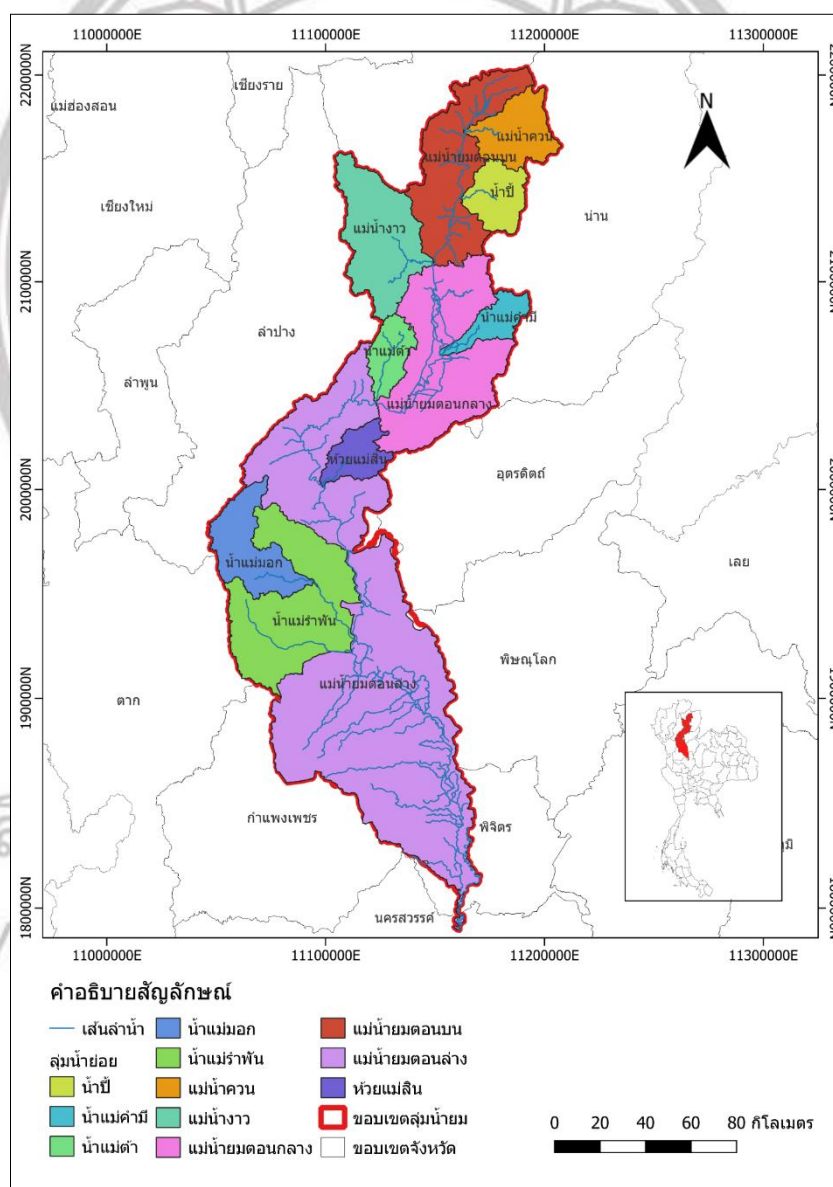 110000000E 111000000E 112000000E 113000000E
2200000N
เชียงราย
แม่ฮ่องสอน
N
แม่น้ำควน
แม่น้ำยมตอนบน
น้ำปี้
เชียงใหม่
น่าน
แม่น้ำงาว
2100000N
น้ำแม่คำมี
ลำปาง
น้ำแม่ต้า
ลำพูน
แม่น้ำยมตอนกลาง
ห้วยแม่สิน
อุตรดิตถ์
2000000N
เลย
น้ำแม่มอก
น้ำแม่รำพัน
พิษณุโลก
แม่น้ำยมตอนล่าง
ตาก
1900000N
กำแพงเพชร
พิจิตร
นครสวรรค์
1800000N
110000000E 111000000E 112000000E 113000000E
คำอธิบายสัญลักษณ์
เส้นลำน้ำ น้ำแม่มอก แม่น้ำยมตอนบน
ลุ่มน้ำย่อย น้ำแม่รำพัน แม่น้ำยมตอนล่าง
น้ำปี้ แม่น้ำควน ห้วยแม่สิน
น้ำแม่คำมี แม่น้ำงาว ขอบเขตลุ่มน้ำยม
น้ำแม่ต้า แม่น้ำยมตอนกลาง ขอบเขตจังหวัด
0 20 40 60 80 กิโลเมตร